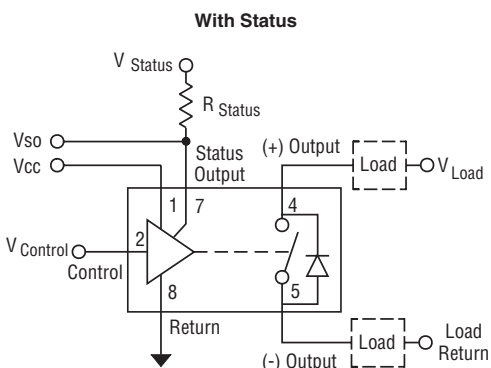 With Status
V Status
R Status
Vso
Vcc
Status
Output
(+) Output
Load
V Load
1 7
4
V Control
2
Control
8
5
Return
Load
Load
Return
(-) Output